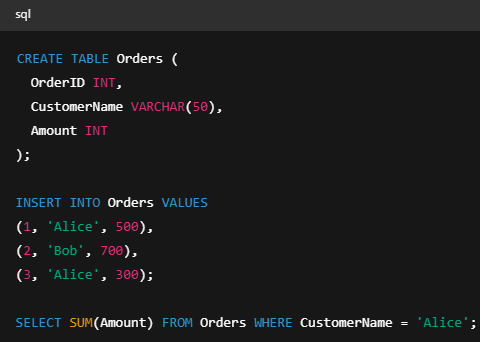 sql
CREATE TABLE Orders (
  OrderID INT,
  CustomerName VARCHAR(50),
  Amount INT
);
INSERT INTO Orders VALUES
(1, 'Alice', 500),
(2, 'Bob', 700),
(3, 'Alice', 300);
SELECT SUM(Amount) FROM Orders WHERE CustomerName = 'Alice';